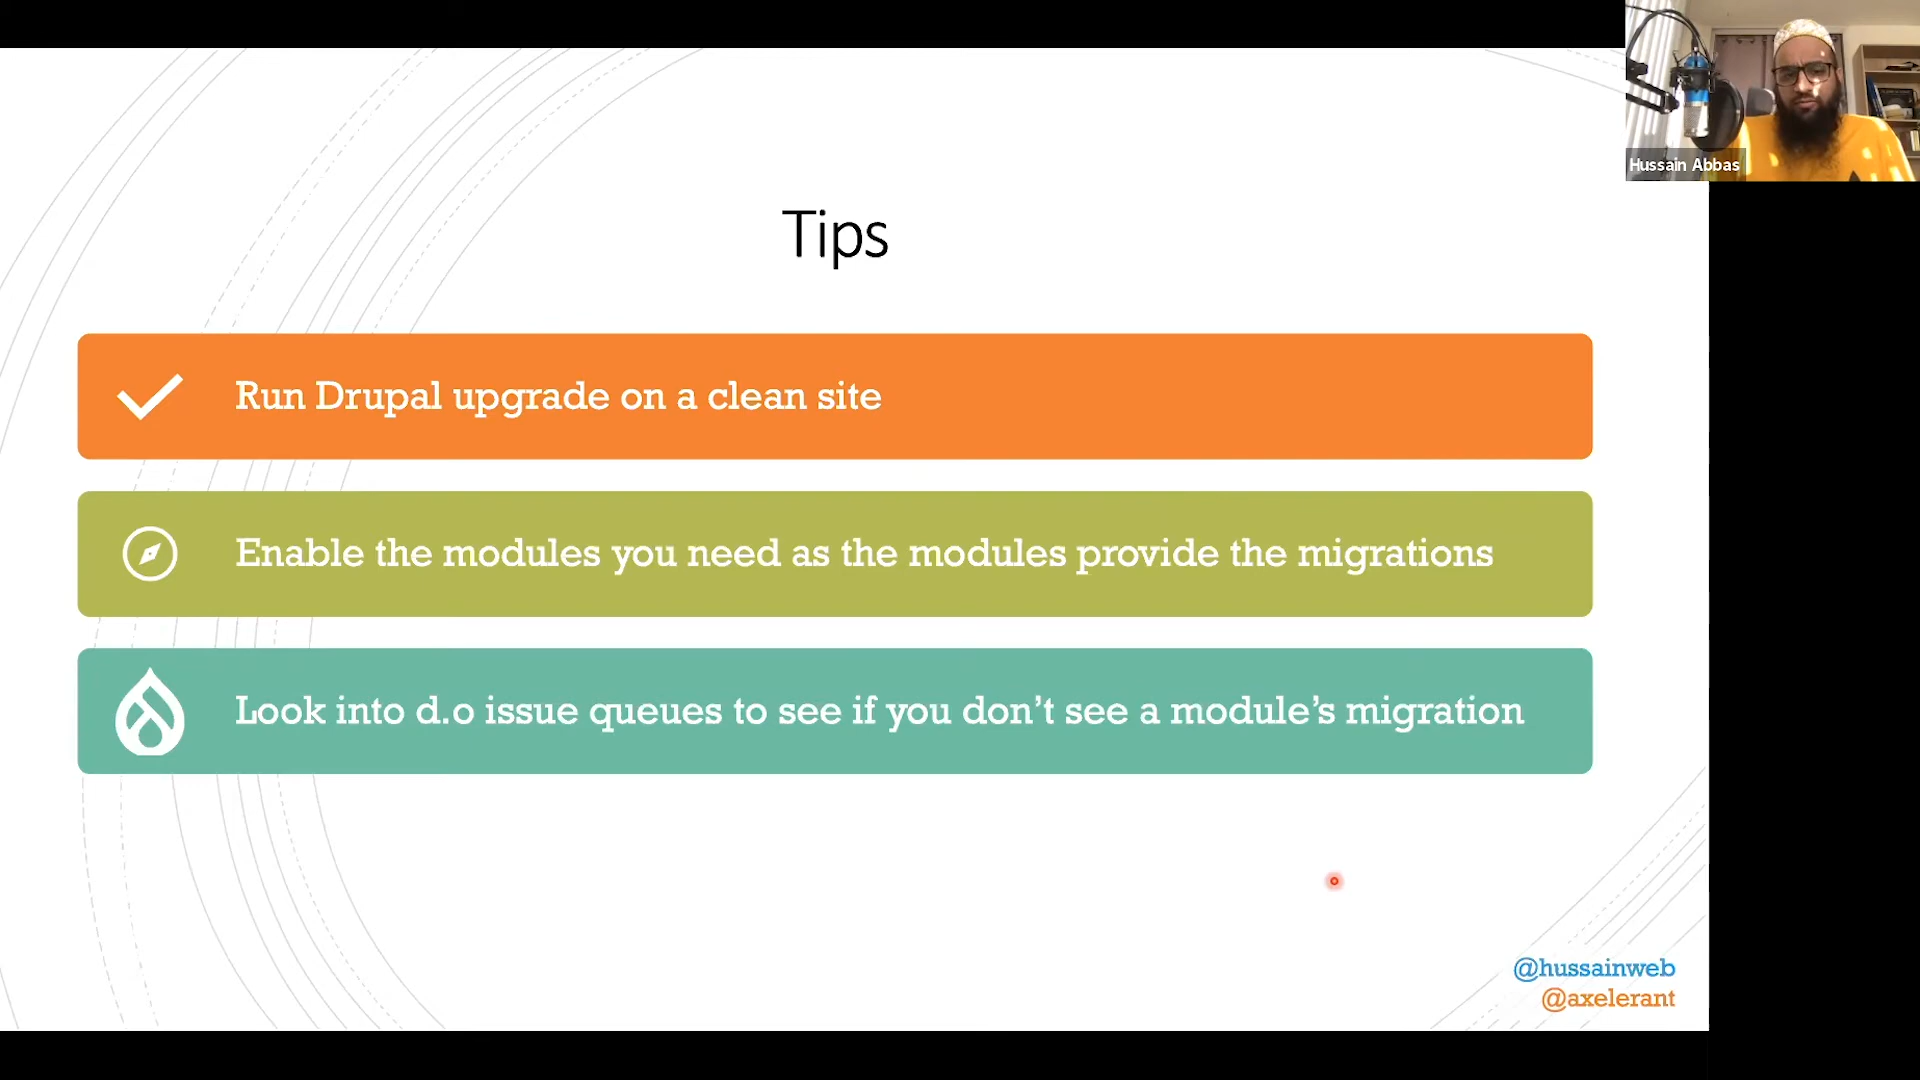 Hussain Abbas
Tips
Run Drupal upgrade on a clean site
Enable the modules you need as the modules provide the migrations
Look into d.o issue queues to see if you don’t see a module’s migration
@hussainweb
@axelerant